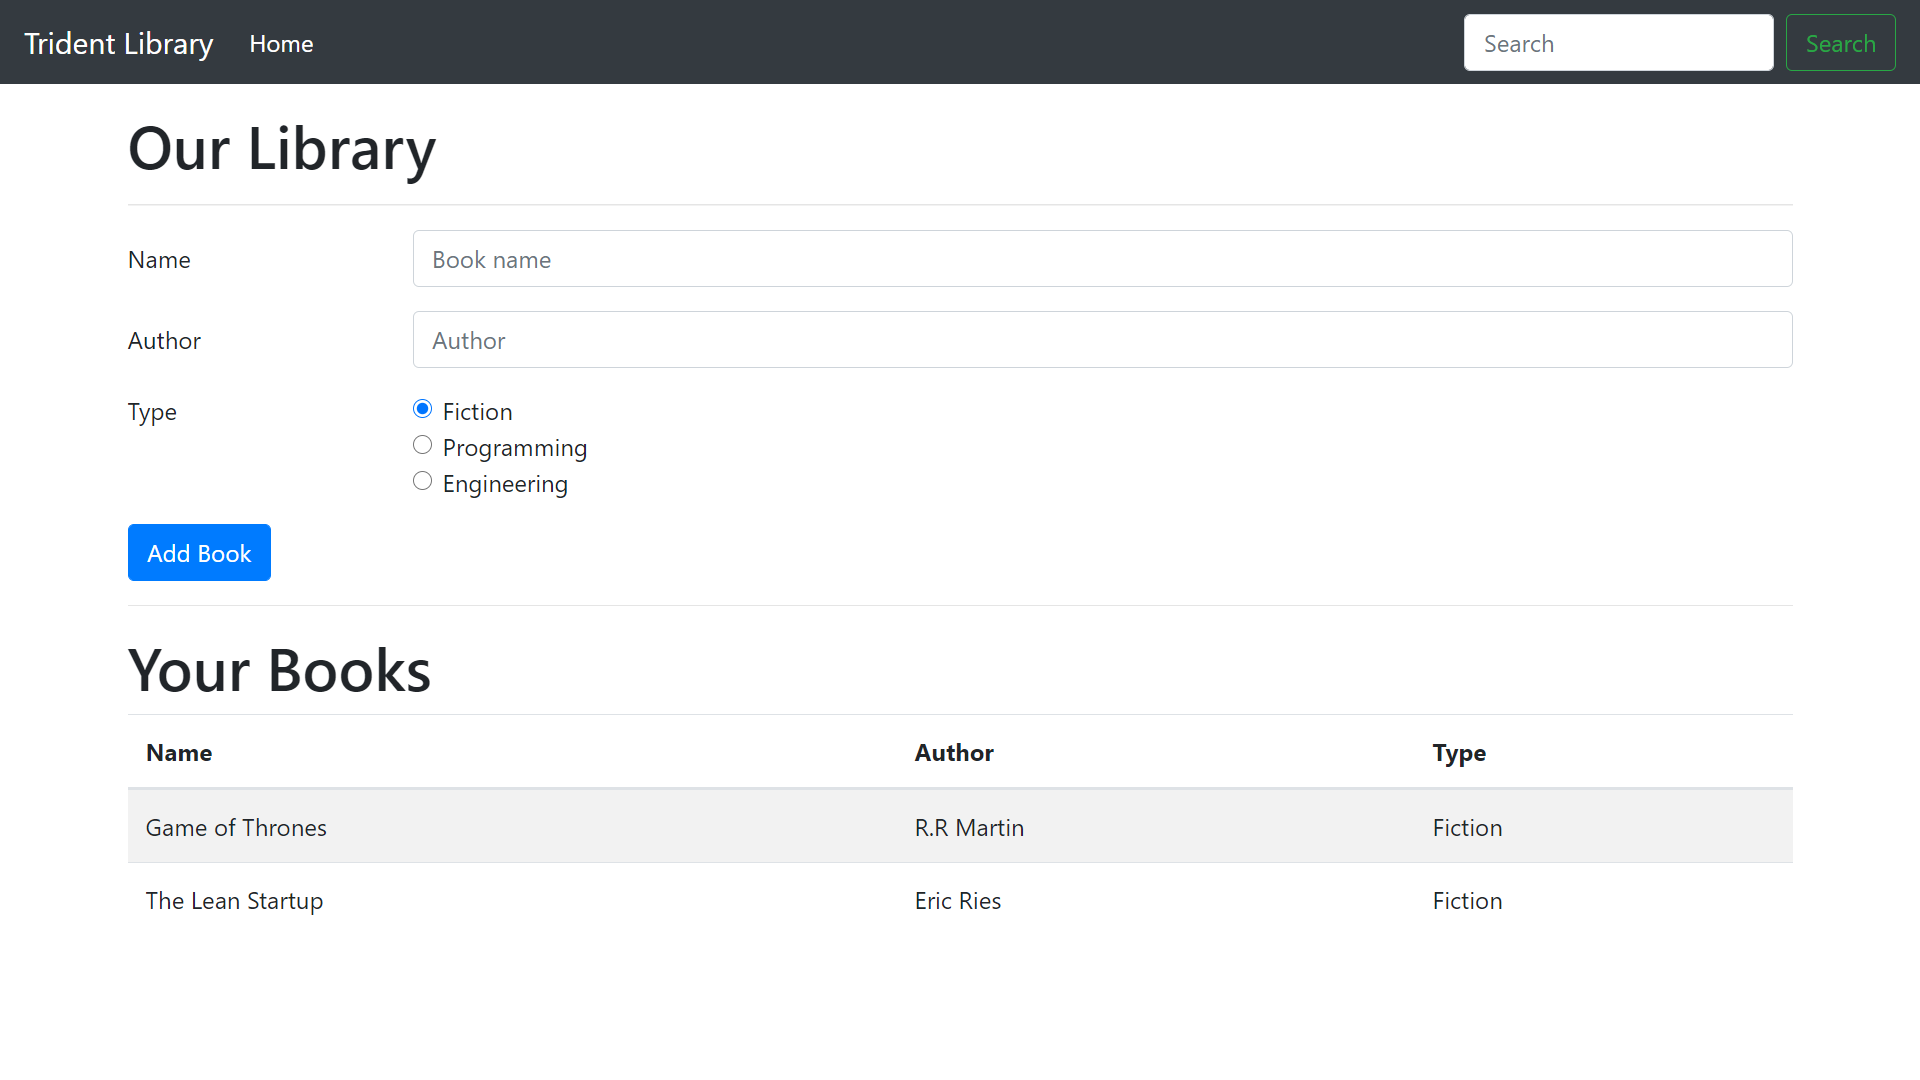 Trident Library Home Search Search
Our Library
Name Book name
Author Author
Type Fiction
Programming
Engineering
Add Book
Your Books
Name Author Type
Game of Thrones R.R Martin Fiction
The Lean Startup Eric Ries Fiction